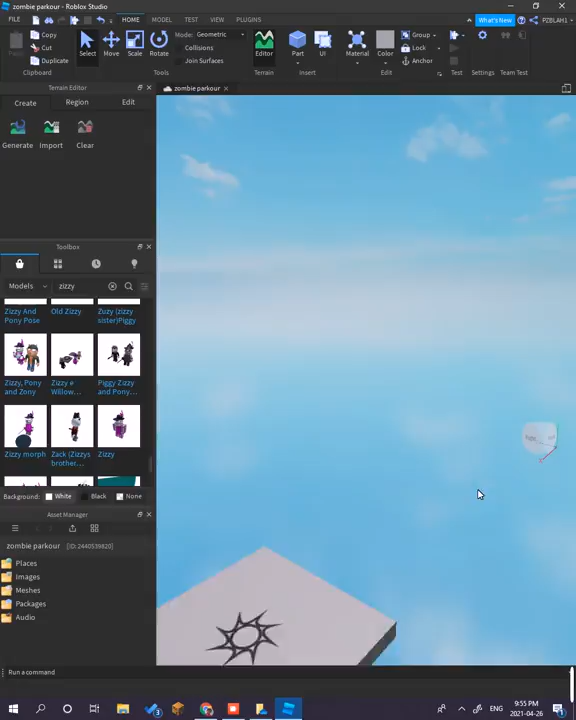 zombie parkour - Roblox Studio
FILE HOME MODEL TEST VIEW PLUGINS What's New PZBLAH1
Copy
Cut
Duplicate
Clipboard
Select Move Scale Rotate
Mode: Geometric
Collisions
Join Surfaces
Tools
Editor
Terrain
Part UI
Insert
Material Color
Group
Lock
Anchor
Edit
Test
Settings
Team Test
Terrain Editor
zombie parkour
Create Region Edit
Generate Import Clear
Toolbox
Models zizzy
Zizzy And Pony Pose
Old Zizzy
Zuzy (zizzy sister)Piggy
Zizzy, Pony and Zony
Zizzy e Willow...
Piggy Zizzy and Pony...
Zizzy morph
Zack (Zizzys brother...
Zizzy
Background: White Black None
Asset Manager
zombie parkour [ID: 2440539820]
Places
Images
Meshes
Packages
Audio
Run a command
ENG
9:55 PM
2021-04-26